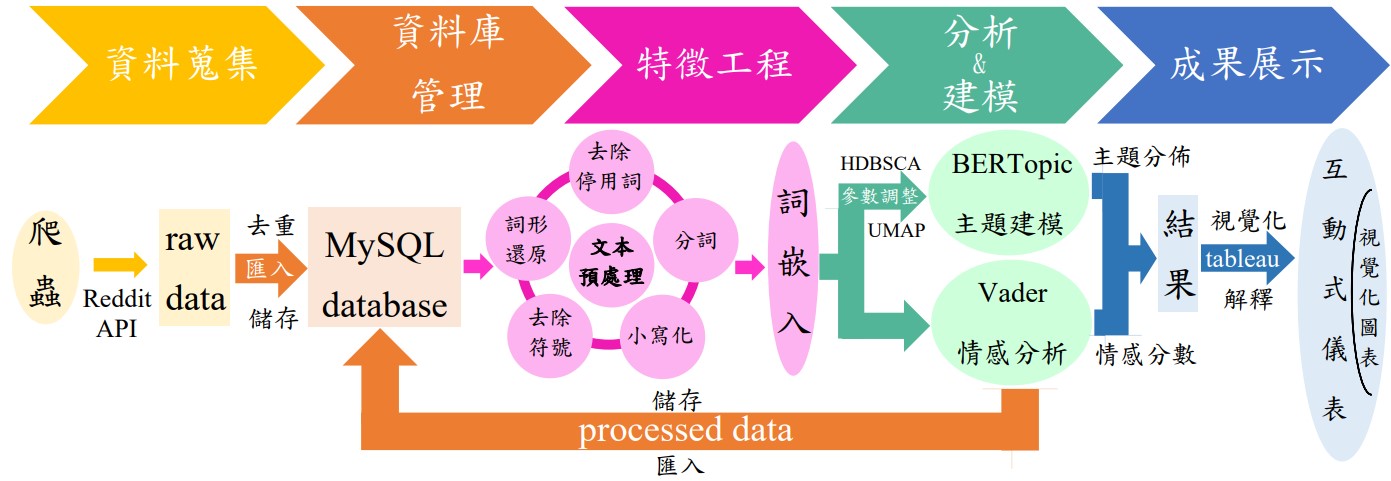 資料蒐集
資料庫
管理
特徵工程
分析
&
建模
成果展示
爬
蟲
Reddit
API
raw
data
去重
匯入
儲存
MySQL
database
去除
停用詞
詞形
還原
分詞
文本
預處理
去除
符號
小寫化
詞
嵌
入
HDBSCA
參數調整
UMAP
BERTopic
主題建模
Vader
情感分析
主題分佈
情感分數
結
果
視覺化
tableau
解釋
互
動
式
儀
表
視覺化圖表
儲存
processed data
匯入